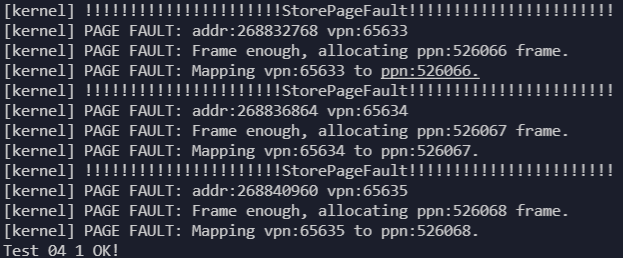 [kernel] !!!!!!!!!!!!!!!!!!!!!!StorePageFault!!!!!!!!!!!!!!!!!!!!!!!
[kernel] PAGE FAULT: addr:268832768 vpn:65633
[kernel] PAGE FAULT: Frame enough, allocating ppn:526066 frame.
[kernel] PAGE FAULT: Mapping vpn:65633 to ppn:526066.
[kernel] !!!!!!!!!!!!!!!!!!!!!!StorePageFault!!!!!!!!!!!!!!!!!!!!!!!
[kernel] PAGE FAULT: addr:268836864 vpn:65634
[kernel] PAGE FAULT: Frame enough, allocating ppn:526067 frame.
[kernel] PAGE FAULT: Mapping vpn:65634 to ppn:526067.
[kernel] !!!!!!!!!!!!!!!!!!!!!!StorePageFault!!!!!!!!!!!!!!!!!!!!!!!
[kernel] PAGE FAULT: addr:268840960 vpn:65635
[kernel] PAGE FAULT: Frame enough, allocating ppn:526068 frame.
[kernel] PAGE FAULT: Mapping vpn:65635 to ppn:526068.
Test 04_1 OK!